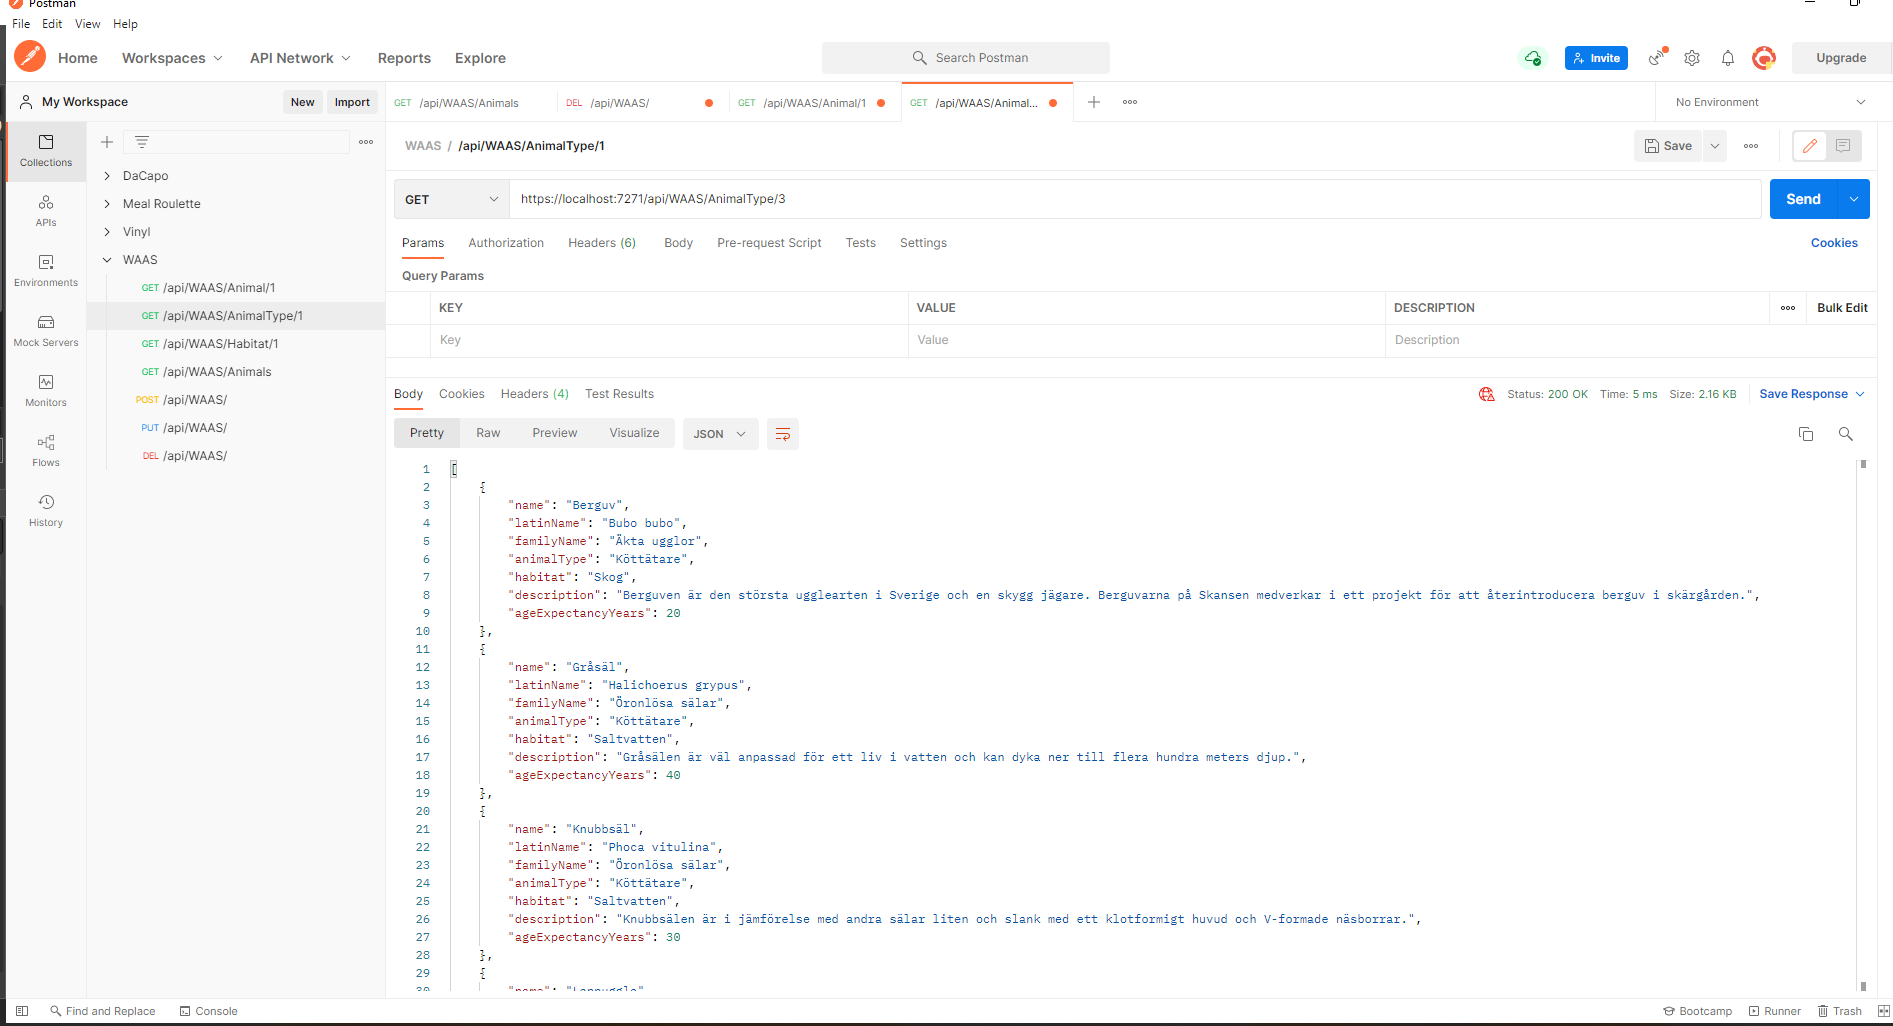 Postman
File Edit View Help
Home Workspaces API Network Reports Explore Search Postman Invite Upgrade
My Workspace New Import GET /api/WAAS/Animals DEL /api/WAAS/ GET /api/WAAS/Animal/1 GET /api/WAAS/Animal... No Environment
Collections
APIs
Environments
Mock Servers
Monitors
Flows
History
DaCapo
Meal Roulette
Vinyl
WAAS
GET /api/WAAS/Animal/1
GET /api/WAAS/AnimalType/1
GET /api/WAAS/Habitat/1
GET /api/WAAS/Animals
POST /api/WAAS/
PUT /api/WAAS/
DEL /api/WAAS/
WAAS / /api/WAAS/AnimalType/1 Save
GET https://localhost:7271/api/WAAS/AnimalType/3 Send
Params Authorization Headers (6) Body Pre-request Script Tests Settings Cookies
Query Params
KEY VALUE DESCRIPTION Bulk Edit
Key Value Description
Body Cookies Headers (4) Test Results Status: 200 OK Time: 5 ms Size: 2.16 KB Save Response
Pretty Raw Preview Visualize JSON
1 [
2 {
3 "name": "Berguv",
4 "latinName": "Bubo bubo",
5 "familyName": "Äkta ugglor",
6 "animalType": "Köttätare",
7 "habitat": "Skog",
8 "description": "Berguven är den största ugglearten i Sverige och en skygg jägare. Berguvarna på Skansen medverkar i ett projekt för att återintroducera berguv i skärgården.",
9 "ageExpectancyYears": 20
10 },
11 {
12 "name": "Gråsäl",
13 "latinName": "Halichoerus grypus",
14 "familyName": "Öronlösa sälar",
15 "animalType": "Köttätare",
16 "habitat": "Saltvatten",
17 "description": "Gråsälen är väl anpassad för ett liv i vatten och kan dyka ner till flera hundra meters djup.",
18 "ageExpectancyYears": 40
19 },
20 {
21 "name": "Knubbsäl",
22 "latinName": "Phoca vitulina",
23 "familyName": "Öronlösa sälar",
24 "animalType": "Köttätare",
25 "habitat": "Saltvatten",
26 "description": "Knubbsälen är i jämförelse med andra sälar liten och slank med ett klotformigt huvud och V-formade näsborrar.",
27 "ageExpectancyYears": 30
28 },
29 {
30 "name":
Find and Replace Console Bootcamp Runner Trash